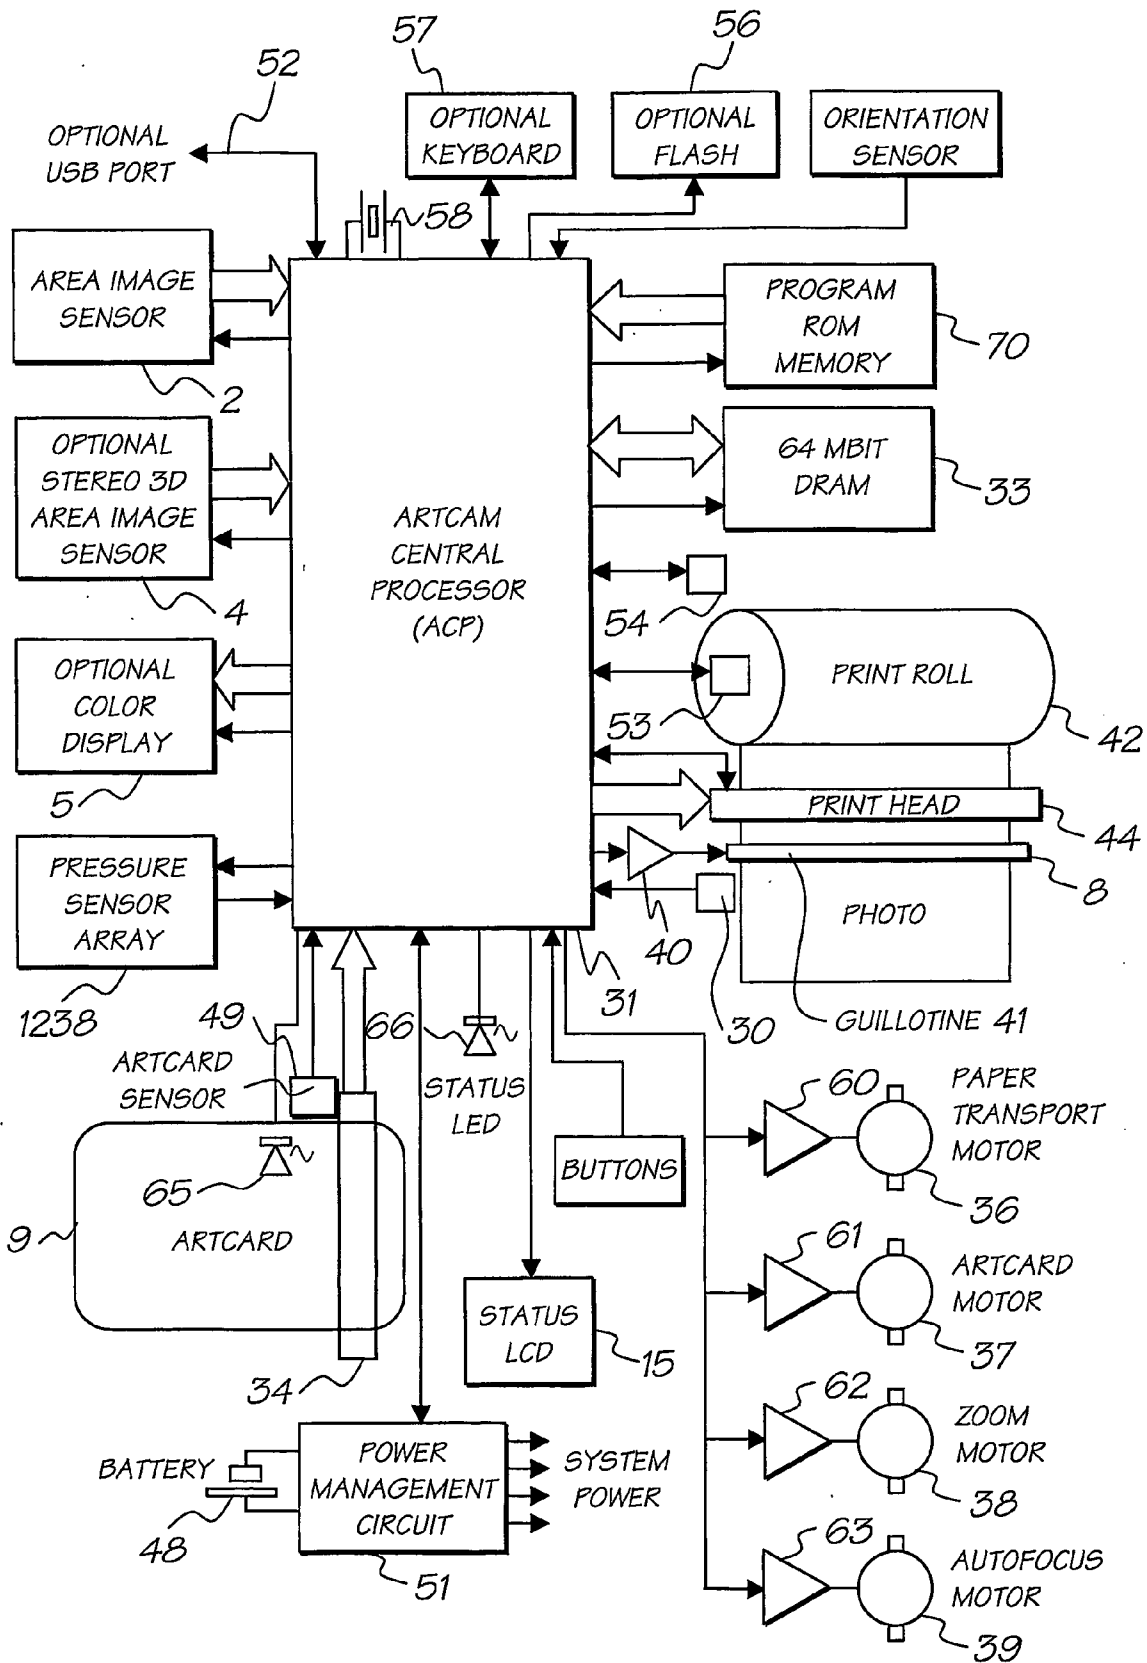 57
56
52
OPTIONAL
USB PORT
OPTIONAL
KEYBOARD
OPTIONAL
FLASH
ORIENTATION
SENSOR
58
AREA IMAGE
SENSOR
2
PROGRAM
ROM
MEMORY
70
OPTIONAL
STEREO 3D
AREA IMAGE
SENSOR
4
64 MBIT
DRAM
33
ARTCAM
CENTRAL
PROCESSOR
(ACP)
54
OPTIONAL
COLOR
DISPLAY
5
53
PRINT ROLL
42
PRINT HEAD
44
8
PRESSURE
SENSOR
ARRAY
1238
40
30
PHOTO
31
GUILLOTINE 41
49
ARTCARD
SENSOR
66
STATUS
LED
BUTTONS
65
9
ARTCARD
34
STATUS
LCD
15
60
PAPER
TRANSPORT
MOTOR
36
61
ARTCARD
MOTOR
37
62
ZOOM
MOTOR
38
63
AUTOFOCUS
MOTOR
39
BATTERY
48
POWER
MANAGEMENT
CIRCUIT
51
SYSTEM
POWER